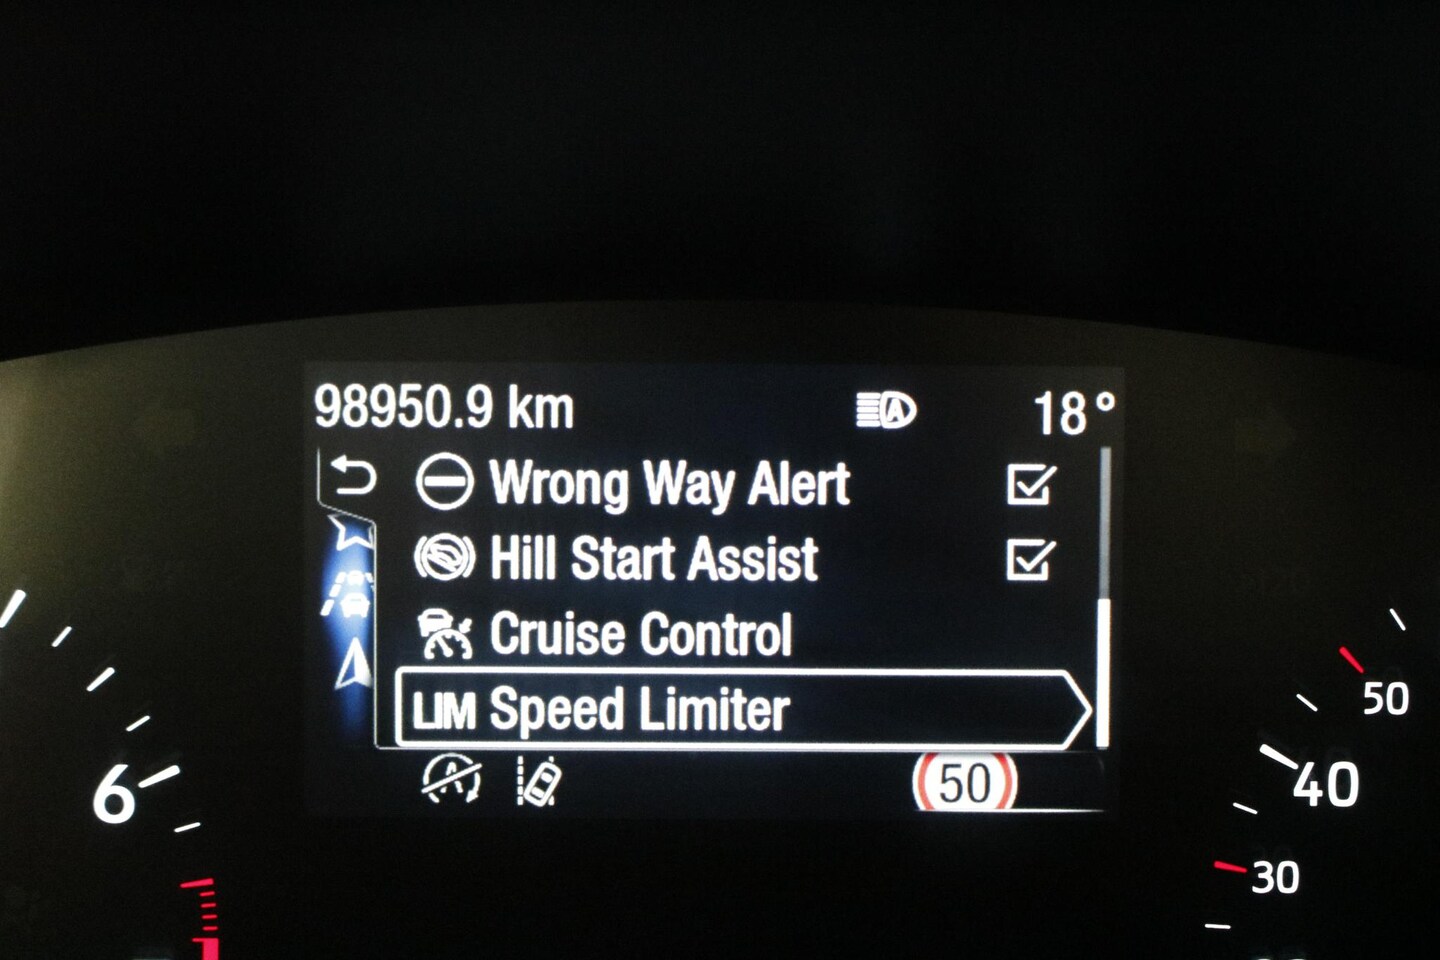 98950.9 km A 18°
Wrong Way Alert
Hill Start Assist
Cruise Control
LIM Speed Limiter
A 50
6
50
40
30